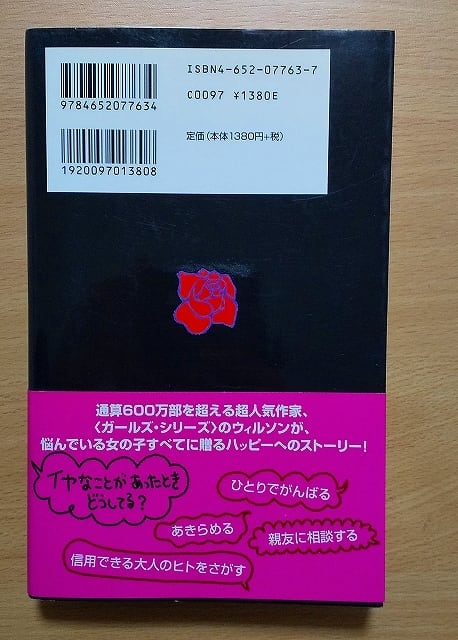 ISBN4-652-07763-7
9784652077634
C0097 ¥1380E
定価(本体1380円+税)
1920097013808
通算600万部を超える超人気作家、
〈ガールズ・シリーズ〉のウィルソンが、
悩んでいる女の子すべてに贈るハッピーへのストーリー!
イヤなことがあったとき
どうしてる?
ひとりでがんばる
あきらめる
親友に相談する
信用できる大人のヒトをさがす